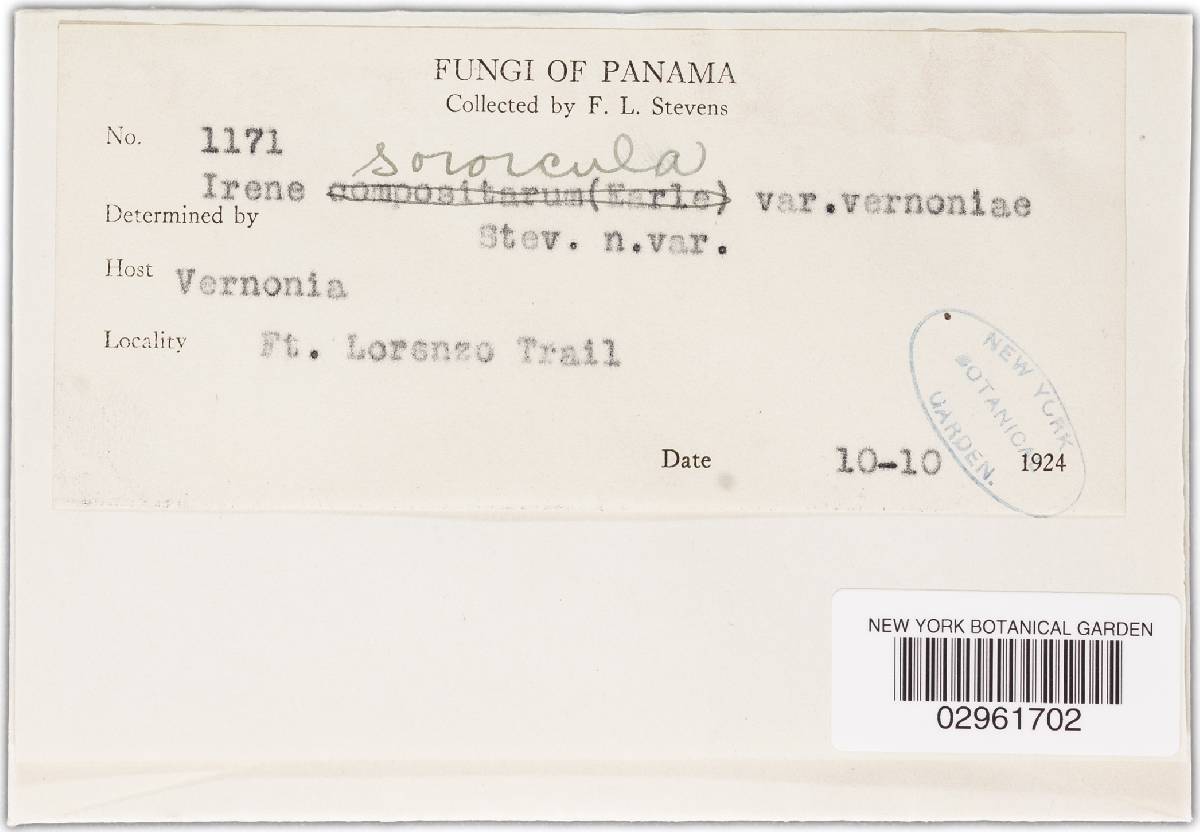 FUNGI OF PANAMA
Collected by F. L. Stevens
No. 1171
sororcula
Irene compositarum(Earle) var.vernoniae
Determined by
Stev. n.var.
Host Vernonia
Locality Ft. Lorenzo Trail
Date 10-10 1924
NEW YORK
BOTANICAL
GARDEN.
NEW YORK BOTANICAL GARDEN
02961702